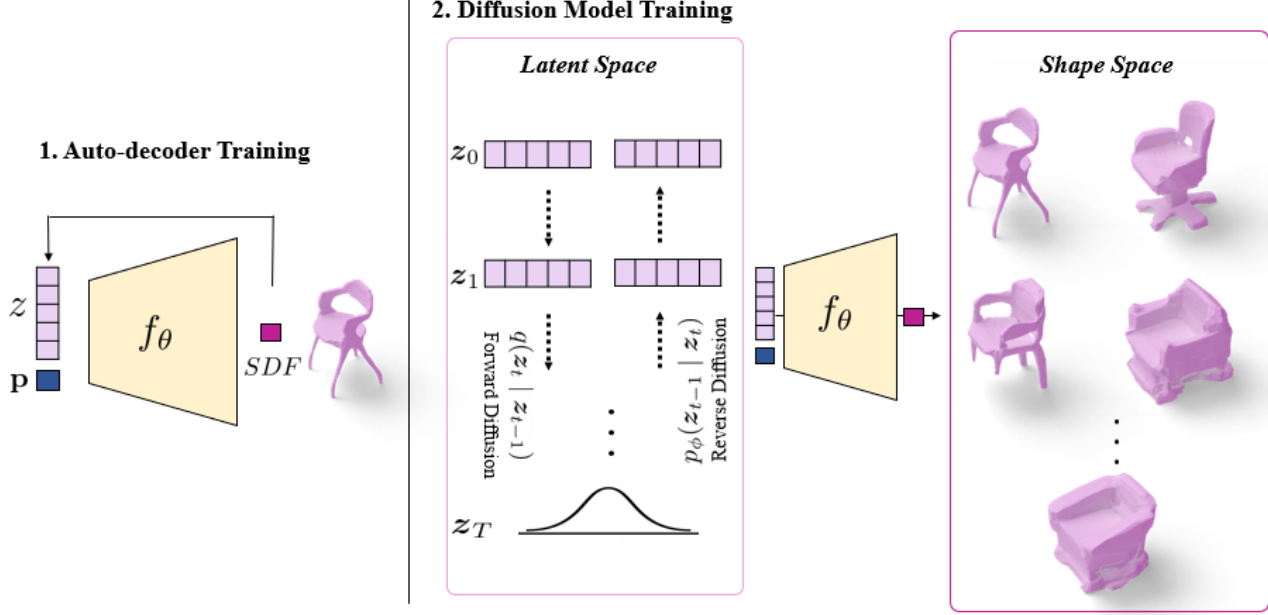 1. Auto-decoder Training
z
p
f_θ
SDF
2. Diffusion Model Training
Latent Space
z_0
z_1
q(z_t | z_{t-1})
Forward Diffusion
p_ϕ(z_{t-1} | z_t)
Reverse Diffusion
z_T
f_θ
Shape Space